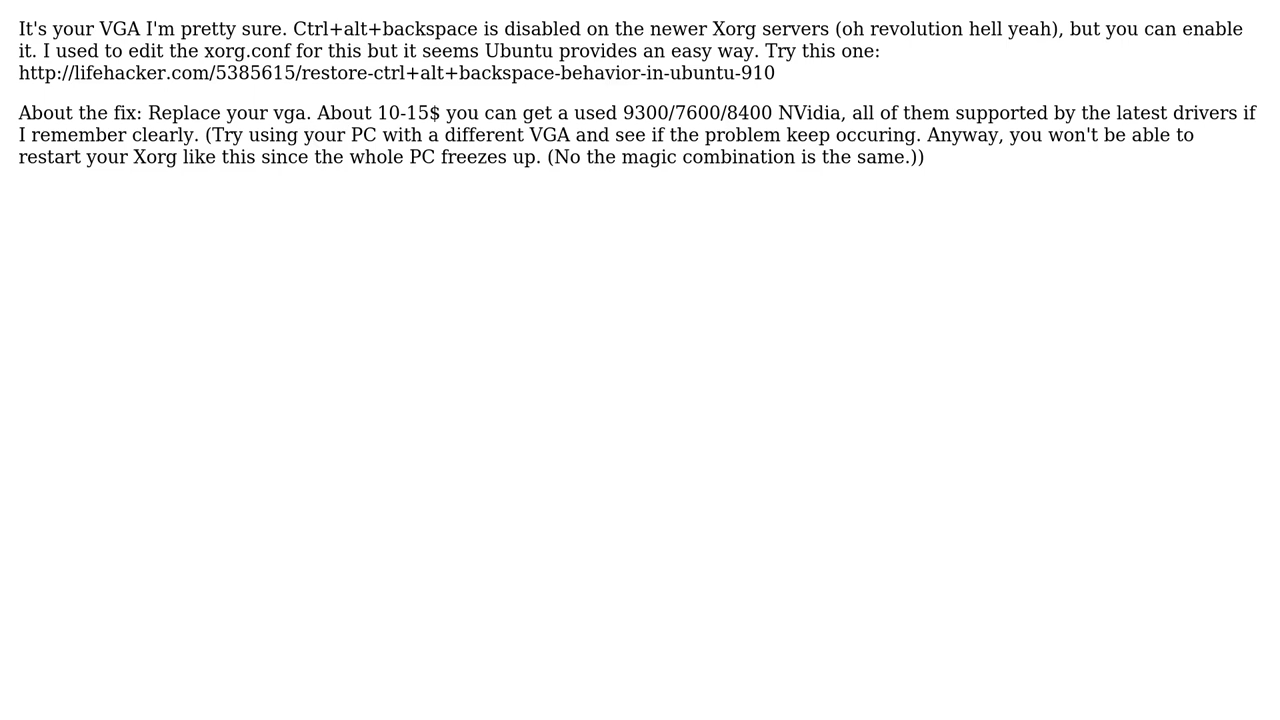 It's your VGA I'm pretty sure. Ctrl+alt+backspace is disabled on the newer Xorg servers (oh revolution hell yeah), but you can enable
it. I used to edit the xorg.conf for this but it seems Ubuntu provides an easy way. Try this one:
http://lifehacker.com/5385615/restore-ctrl+alt+backspace-behavior-in-ubuntu-910
About the fix: Replace your vga. About 10-15$ you can get a used 9300/7600/8400 NVidia, all of them supported by the latest drivers if
I remember clearly. (Try using your PC with a different VGA and see if the problem keep occuring. Anyway, you won't be able to
restart your Xorg like this since the whole PC freezes up. (No the magic combination is the same.))